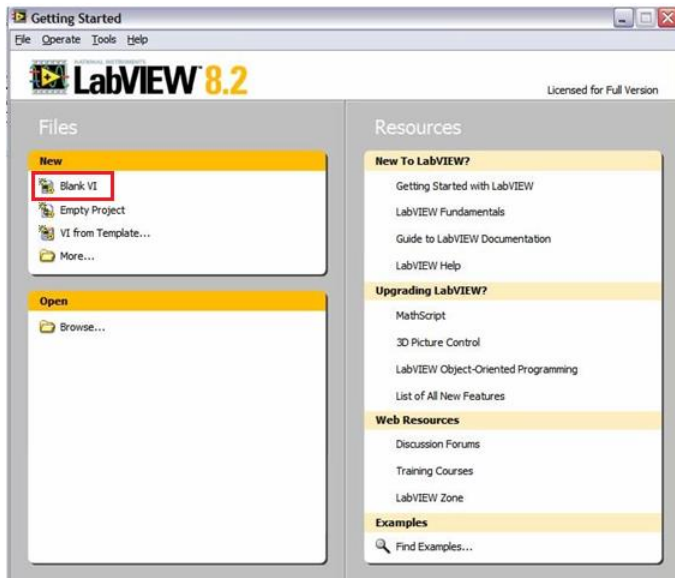 Getting Started
File Operate Tools Help
NATIONAL INSTRUMENTS
LabVIEW 8.2
Licensed for Full Version
Files
New
Blank VI
Empty Project
VI from Template...
More...
Open
Browse...
Resources
New To LabVIEW?
Getting Started with LabVIEW
LabVIEW Fundamentals
Guide to LabVIEW Documentation
LabVIEW Help
Upgrading LabVIEW?
MathScript
3D Picture Control
LabVIEW Object-Oriented Programming
List of All New Features
Web Resources
Discussion Forums
Training Courses
LabVIEW Zone
Examples
Find Examples...